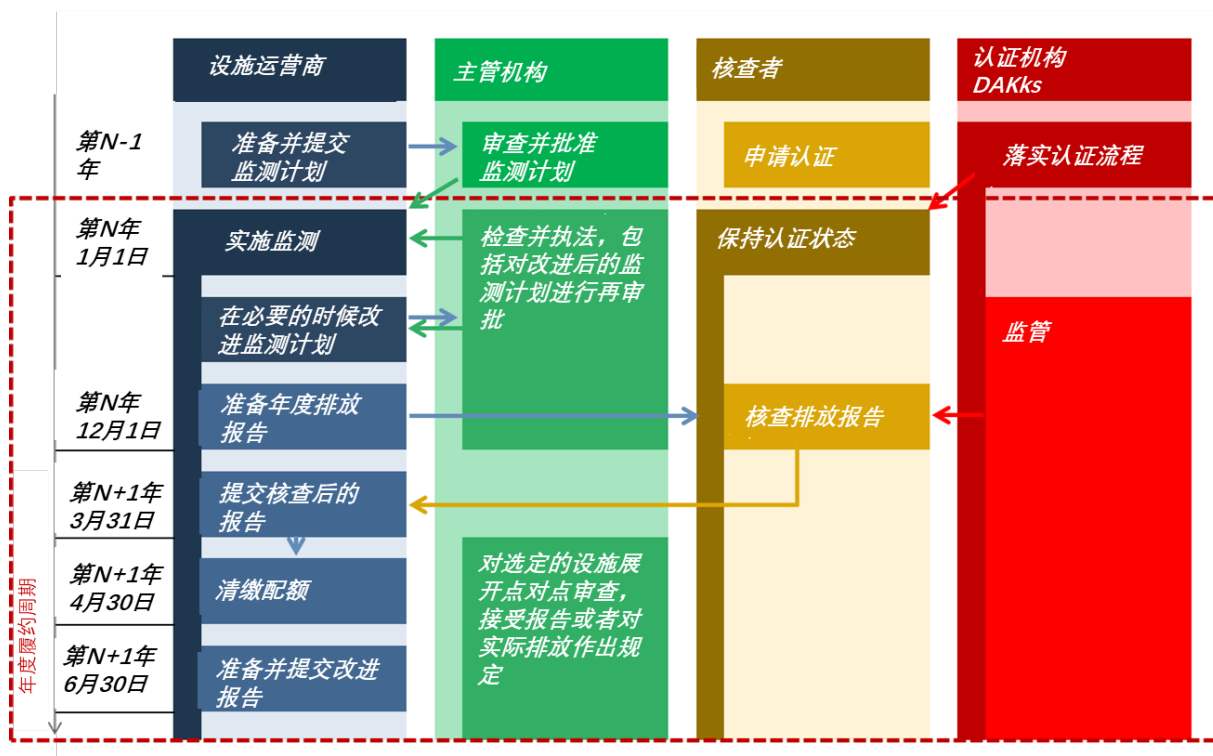 设施运营商
主管机构
核查者
认证机构
DAKks
第N-1
年
准备并提交
监测计划
审查并批准
监测计划
申请认证
落实认证流程
第N年
1月1日
实施监测
检查并执法，包
括对改进后的监
测计划进行再审
批
保持认证状态
在必要的时候改
进监测计划
监管
第N年
12月1日
准备年度排放
报告
核查排放报告
第N+1年
3月31日
提交核查后的
报告
第N+1年
4月30日
清缴配额
对选定的设施展
开点对点审查，
接受报告或者对
实际排放作出规
定
第N+1年
6月30日
准备并提交改进
报告
年度履约周期